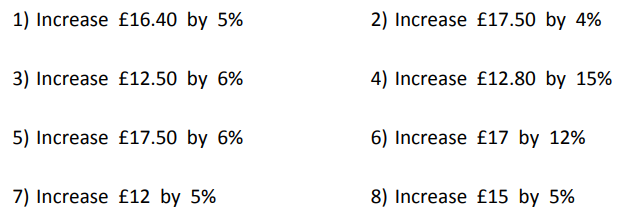 1) Increase £16.40 by 5%
2) Increase £17.50 by 4%
3) Increase £12.50 by 6%
4) Increase £12.80 by 15%
5) Increase £17.50 by 6%
6) Increase £17 by 12%
7) Increase £12 by 5%
8) Increase £15 by 5%